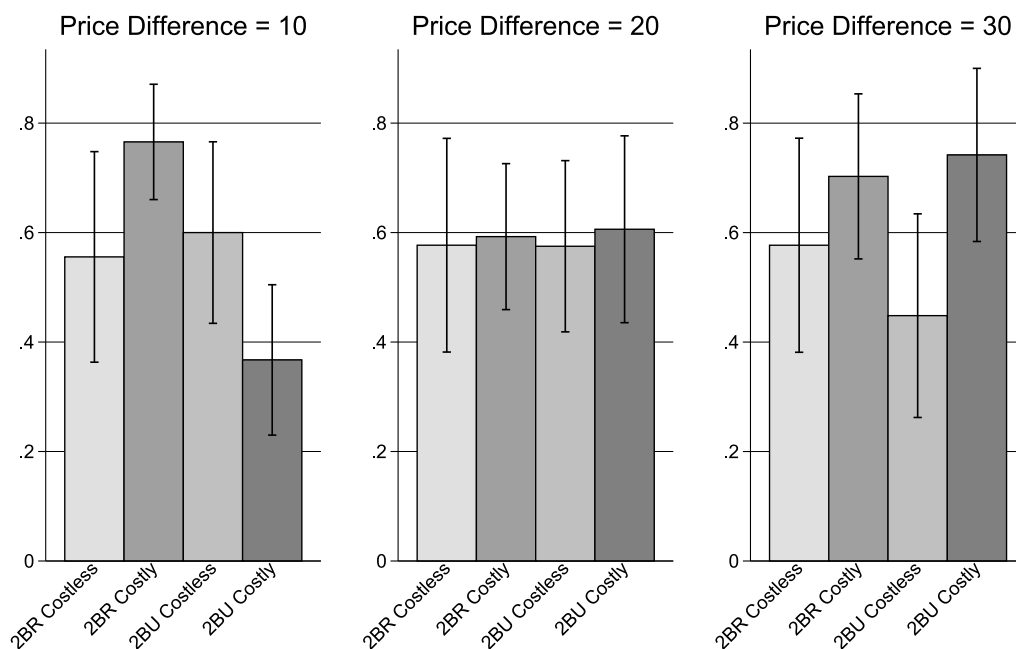 Price Difference = 10
.8
.6
.4
.2
0
2BR Costless
2BR Costly
2BU Costless
2BU Costly
Price Difference = 20
.8
.6
.4
.2
0
2BR Costless
2BR Costly
2BU Costless
2BU Costly
Price Difference = 30
.8
.6
.4
.2
0
2BR Costless
2BR Costly
2BU Costless
2BU Costly